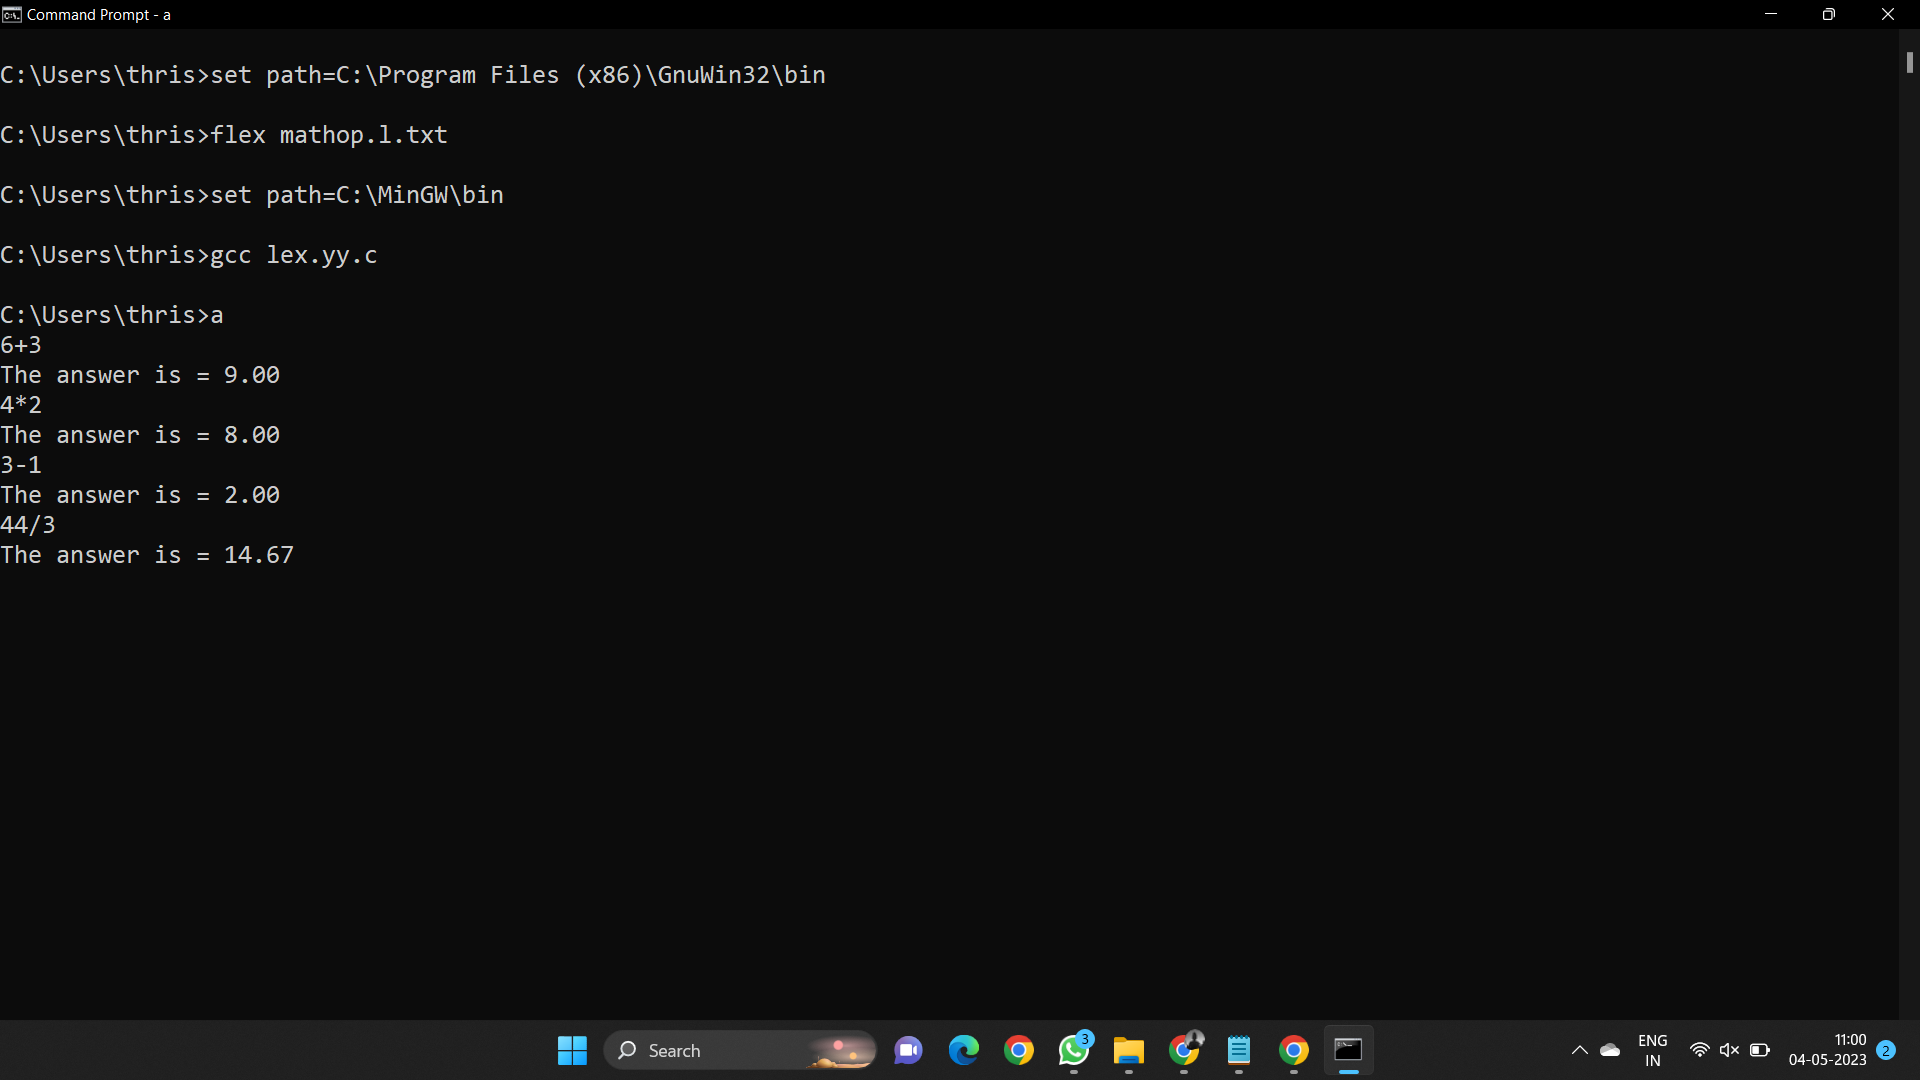 Command Prompt - a
C:\Users\thris>set path=C:\Program Files (x86)\GnuWin32\bin
C:\Users\thris>flex mathop.l.txt
C:\Users\thris>set path=C:\MinGW\bin
C:\Users\thris>gcc lex.yy.c
C:\Users\thris>a
6+3
The answer is = 9.00
4*2
The answer is = 8.00
3-1
The answer is = 2.00
44/3
The answer is = 14.67
Search
3
ENG
IN
11:00
04-05-2023
2